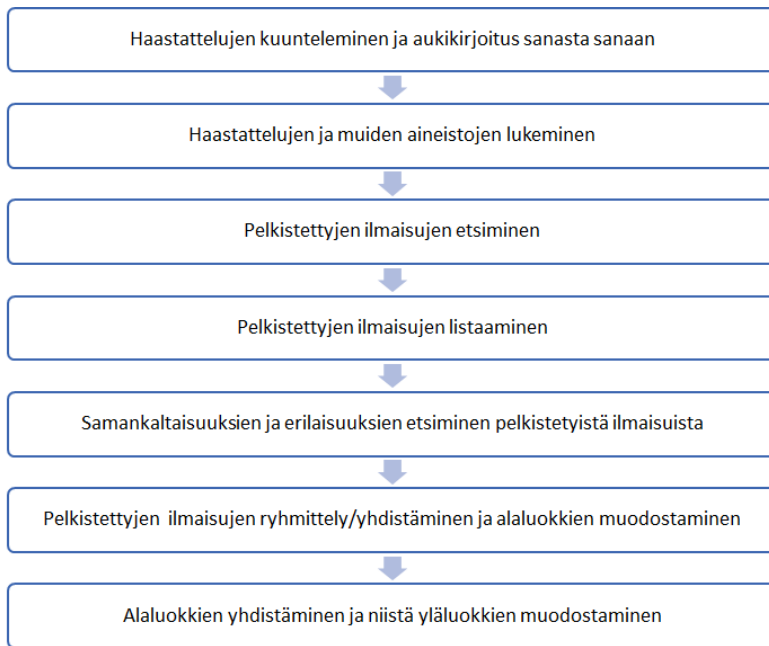 Haastattelujen kuunteleminen ja aukikirjoitus sanasta sanaan
Haastattelujen ja muiden aineistojen lukeminen
Pelkistettyjen ilmaisujen etsiminen
Pelkistettyjen ilmaisujen listaaminen
Samankaltaisuuksien ja erilaisuuksien etsiminen pelkistetyistä ilmaisuista
Pelkistettyjen ilmaisujen ryhmittely/yhdistäminen ja alaluokkien muodostaminen
Alaluokkien yhdistäminen ja niistä yläluokkien muodostaminen